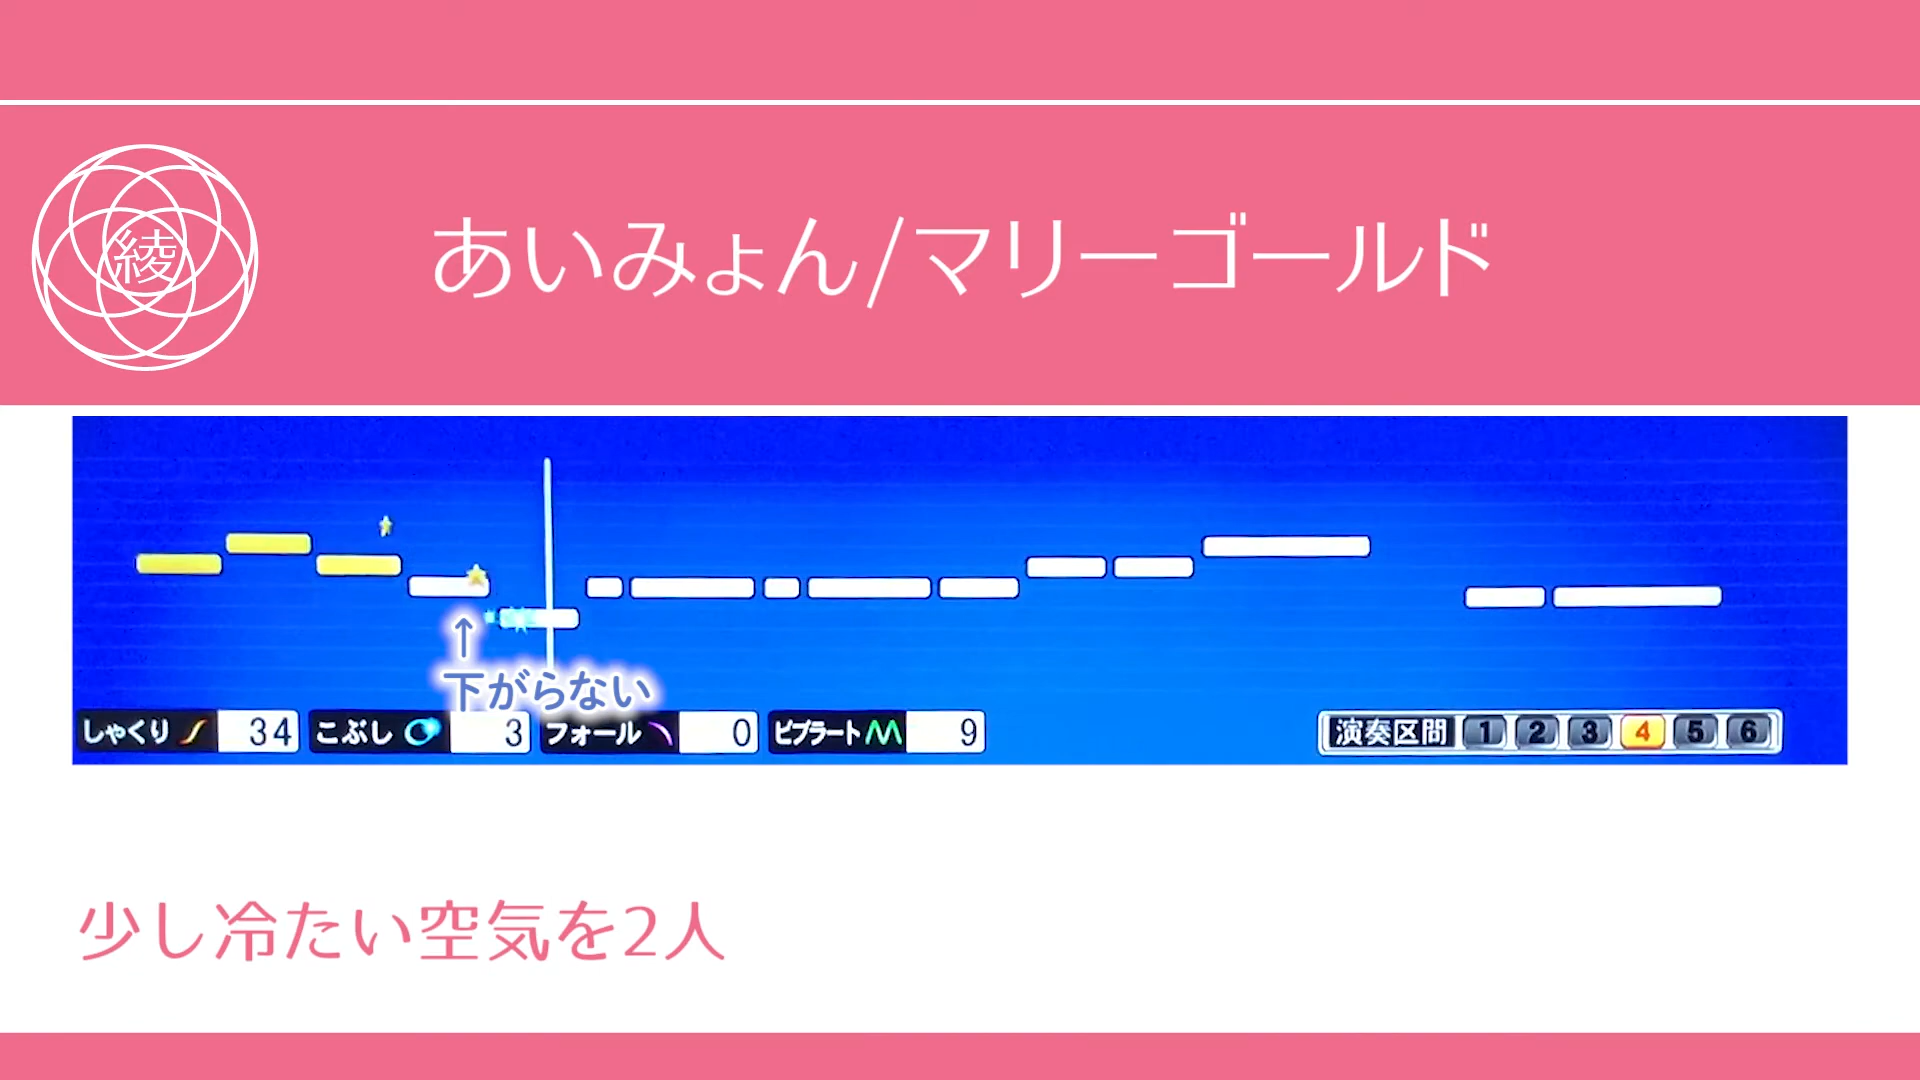 綾
あいみょん/マリーゴールド
↑
下がらない
しゃくり 34 こぶし 3 フォール 0 ビブラート 9 演奏区間 1 2 3 4 5 6
少し冷たい空気を2人